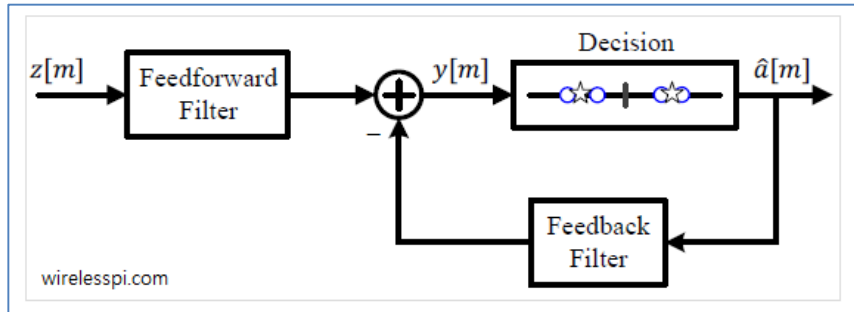 Decision
z[m]
Feedforward
Filter
y[m]
â[m]
−
Feedback
Filter
wirelesspi.com